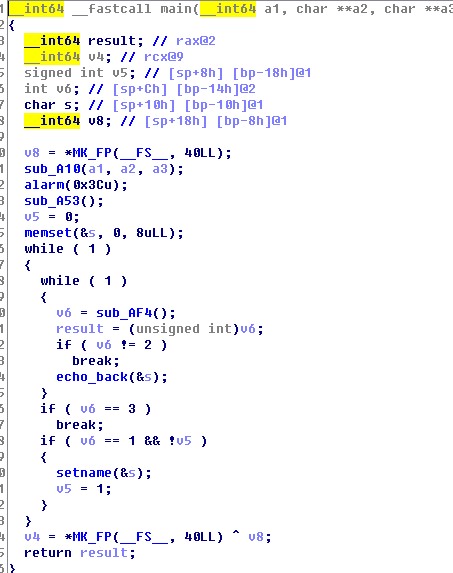 1 __int64 __fastcall main(__int64 a1, char **a2, char **a3
2 {
3 __int64 result; // rax@2
4 __int64 v4; // rcx@9
5 signed int v5; // [sp+8h] [bp-18h]@1
6 int v6; // [sp+Ch] [bp-14h]@2
7 char s; // [sp+10h] [bp-10h]@1
8 __int64 v8; // [sp+18h] [bp-8h]@1
9
0 v8 = *MK_FP(__FS__, 40LL);
1 sub_A10(a1, a2, a3);
2 alarm(0x3Cu);
3 sub_A53();
4 v5 = 0;
5 memset(&s, 0, 8uLL);
6 while ( 1 )
7 {
8 while ( 1 )
9 {
0 v6 = sub_AF4();
1 result = (unsigned int)v6;
2 if ( v6 != 2 )
3 break;
4 echo_back(&s);
5 }
6 if ( v6 == 3 )
7 break;
8 if ( v6 == 1 && !v5 )
9 {
0 setname(&s);
1 v5 = 1;
2 }
3 }
4 v4 = *MK_FP(__FS__, 40LL) ^ v8;
5 return result;
6 }